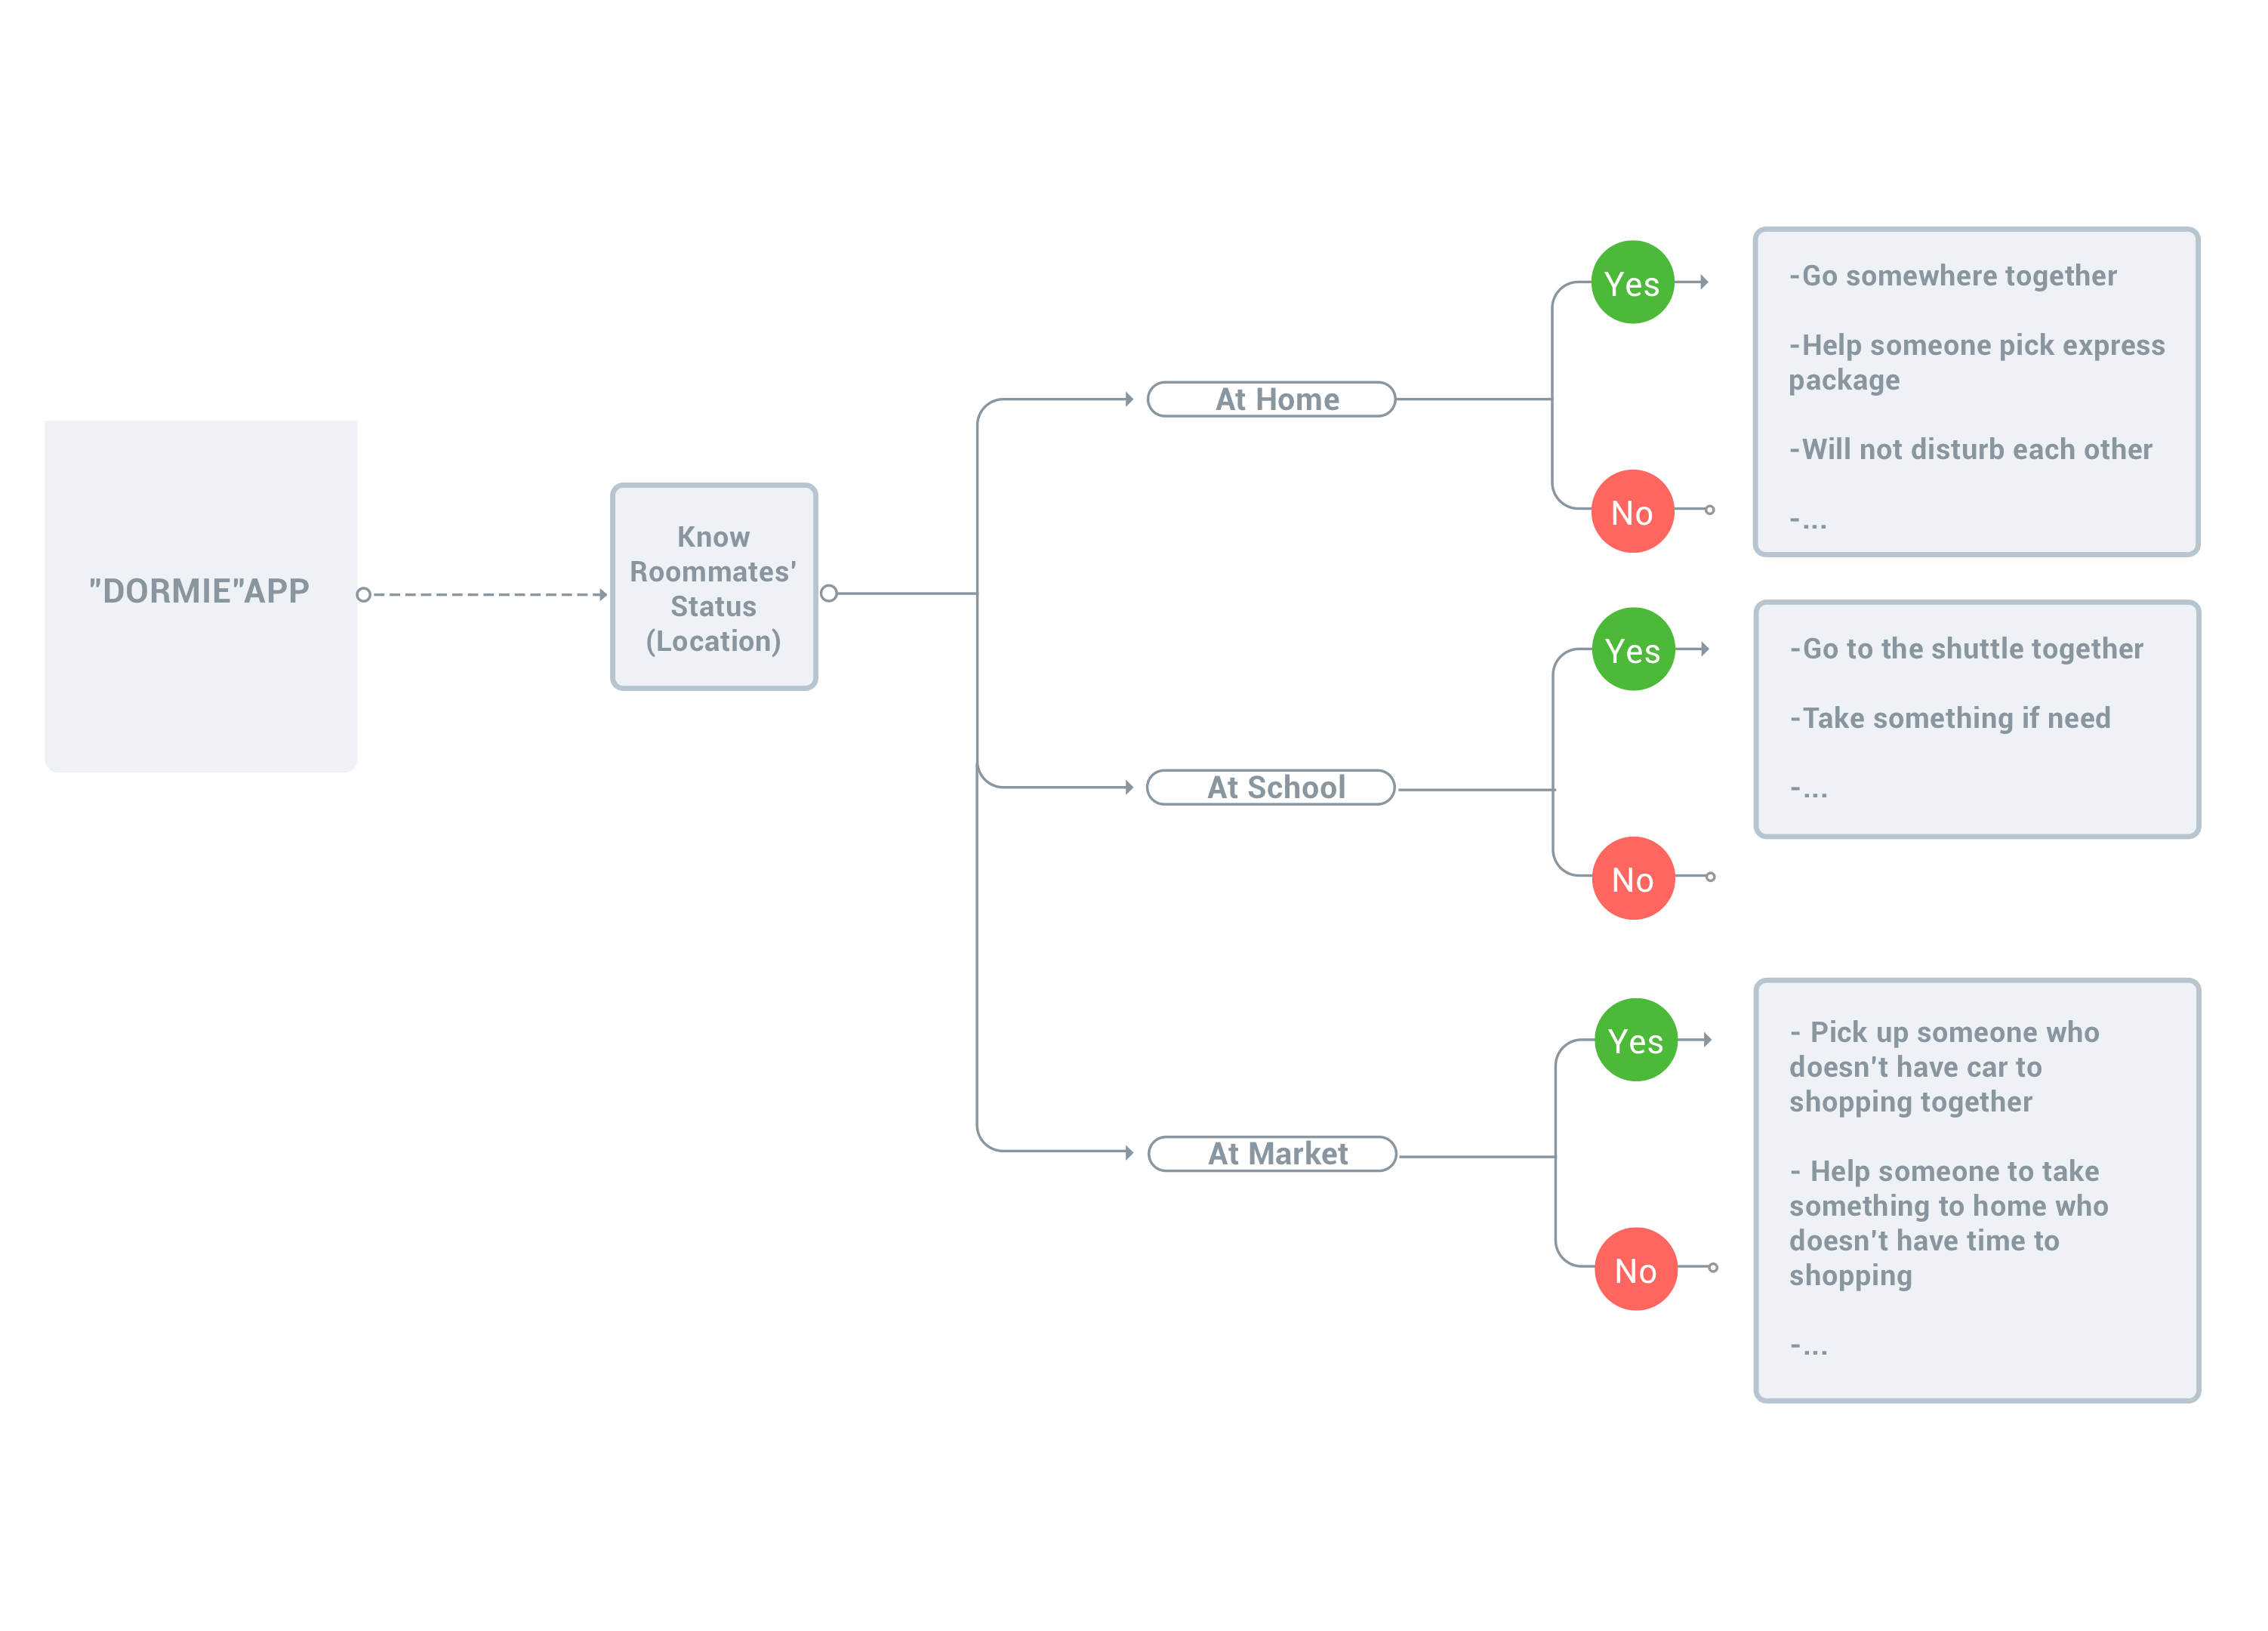 "DORMIE"APP
Know
Roommates'
Status
(Location)
At Home
Yes
No
-Go somewhere together
-Help someone pick express
package
-Will not disturb each other
-...
At School
Yes
No
-Go to the shuttle together
-Take something if need
-...
At Market
Yes
No
- Pick up someone who
doesn't have car to
shopping together
- Help someone to take
something to home who
doesn't have time to
shopping
-...